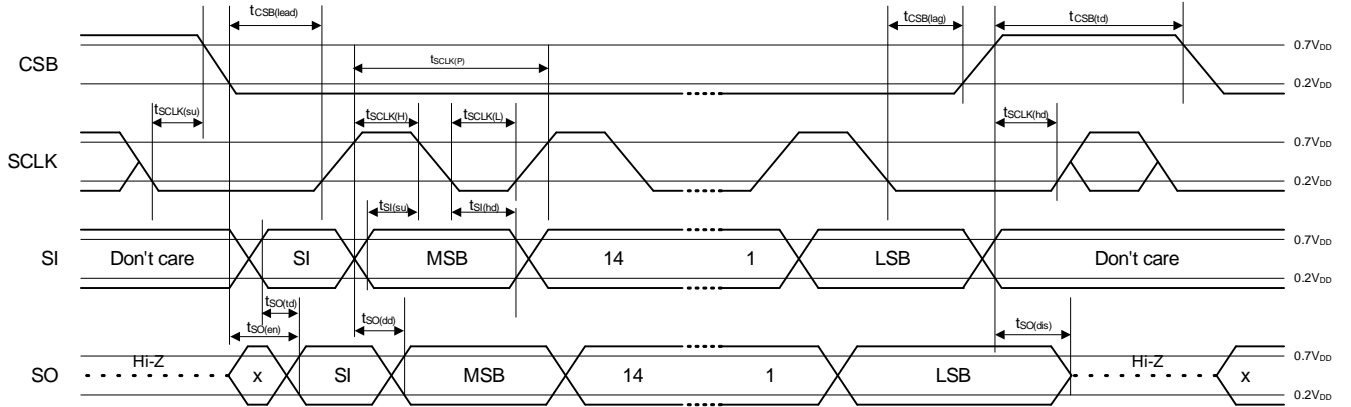 tCSB(lead)
tCSB(lag)
tCSB(td)
CSB
0.7VDD
tSCLK(P)
0.2VDD
tSCLK(su)
tSCLK(H)
tSCLK(L)
tSCLK(hd)
0.7VDD
SCLK
0.2VDD
tSI(su)
tSI(hd)
SI
Don't care
SI
MSB
14
1
LSB
Don't care
0.7VDD
0.2VDD
tSO(td)
tSO(en)
tSO(dd)
tSO(dis)
SO
Hi-Z
x
SI
MSB
14
1
LSB
Hi-Z
x
0.7VDD
0.2VDD